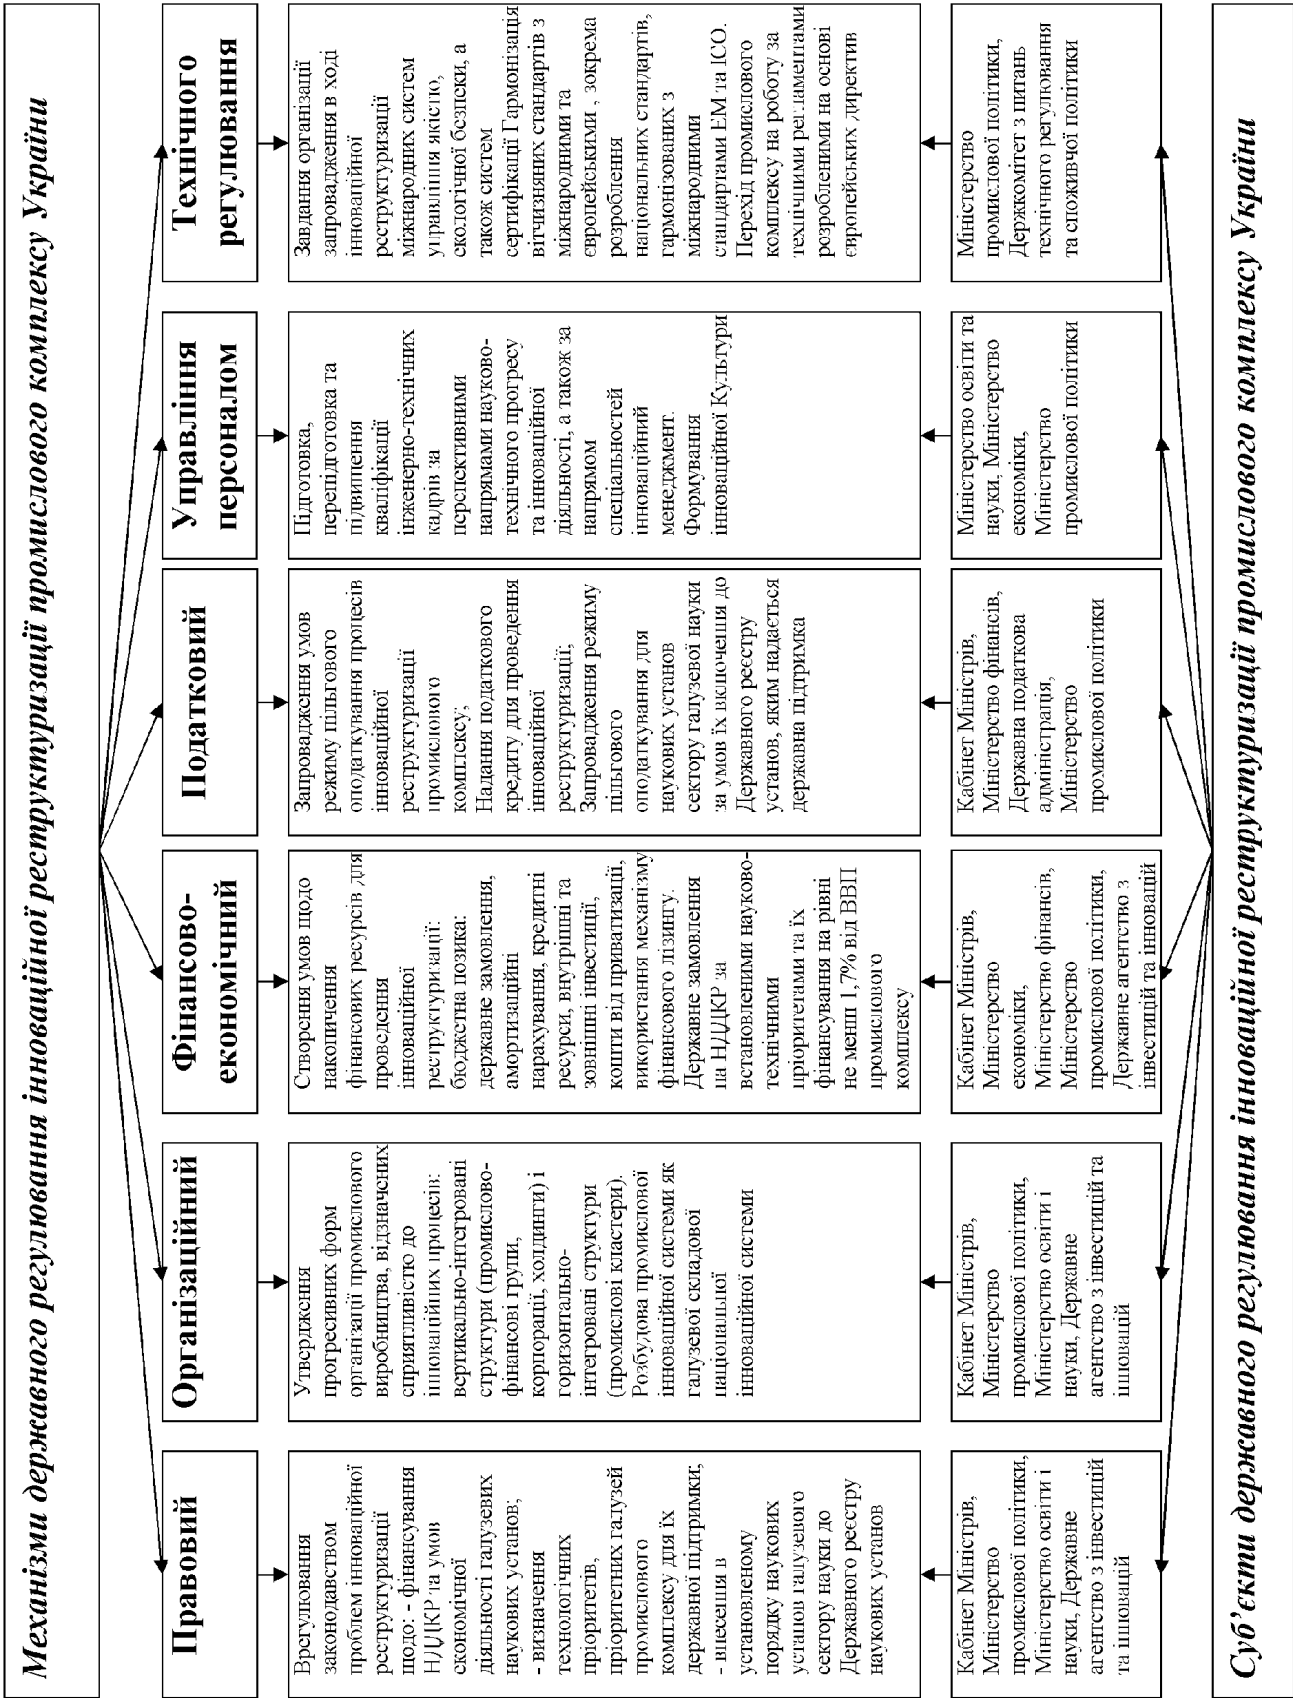 Механізми державного регулювання інноваційної реструктуризації промислового комплексу України
Правовий
Врегулювання
законодавством
проблем інноваційної
реструктуризації
щодо: - фінансування
НДДКР та умов
економічної
діяльності галузевих
наукових установ;
- визначення
технологічних
пріоритетів,
пріоритетних галузей
промислового
комплексу для їх
державної підтримки;
- внесення в
установленому
порядку наукових
установ галузевого
сектору науки до
Державного реєстру
наукових установ
Кабінет Міністрів,
Міністерство
промислової політики,
Міністерство освіти і
науки, Державне
агентство з інвестицій
та інновацій
Організаційний
Утвердження
прогресивних форм
організації промислового
виробництва, відзначених
сприятливістю до
інноваційних процесів:
вертикально-інтегровані
структури (промислово-
фінансові групи,
корпорації, холдинги) і
горизонтально-
інтегровані структури
(промислові кластери).
Розбудова промислової
інноваційної системи як
галузевої складової
національної
інноваційної системи
Кабінет Міністрів,
Міністерство
промислової політики,
Міністерство освіти і
науки, Державне
агентство з інвестицій та
інновацій
Фінансово-
економічний
Створення умов щодо
накопичення
фінансових ресурсів для
проведення
інноваційної
реструктуризації:
бюджетна позика:
державне замовлення,
амортизаційні
нарахування, кредитні
ресурси, внутрішні та
зовнішні інвестиції,
кошти від приватизації,
використання механізму
фінансового лізингу.
Державне замовлення
на НДДКР за
встановленими науково-
технічними
пріоритетами та їх
фінансування на рівні
не менш 1,7% від ВВП
промислового
комплексу
Кабінет Міністрів,
Міністерство
економіки,
Міністерство фінансів,
Міністерство
промислової політики,
Державне агентство з
інвестицій та інновацій
Податковий
Запровадження умов
режиму пільгового
оподаткування процесів
інноваційної
реструктуризації
промислового
комплексу;
Надання податкового
кредиту для проведення
інноваційної
реструктуризації;
Запровадження режиму
пільгового
оподаткування для
наукових установ
сектору галузевої науки
за умов їх включення до
Державного реєстру
установ, яким надається
державна підтримка
Кабінет Міністрів,
Міністерство фінансів,
Державна податкова
адміністрація,
Міністерство
промислової політики
Управління
персоналом
Підготовка,
перепідготовка та
підвищення
кваліфікації
інженерно-технічних
кадрів за
перспективними
напрямами науково-
технічного прогресу
та інноваційної
діяльності, а також за
напрямом
спеціальностей
інноваційний
менеджмент.
Формування
інноваційної Культури
Міністерство освіти та
науки, Міністерство
економіки,
Міністерство
промислової політики
Технічного
регулювання
Завдання організації
запровадження в ході
інноваційної
реструктуризації
міжнародних систем
управління якістю,
екологічної безпеки, а
також систем
сертифікації Гармонізація
вітчизняних стандартів з
міжнародними та
європейськими , зокрема
розроблення
національних стандартів,
гармонізованих з
міжнародними
стандартами ЕМ та ІСО.
Перехід промислового
комплексу на роботу за
технічними регламентами
розробленими на основі
європейських директив
Міністерство
промислової політики,
Держкомітет з питань
технічного регулювання
та споживчої політики
Суб’єкти державного регулювання інноваційної реструктуризації промислового комплексу України